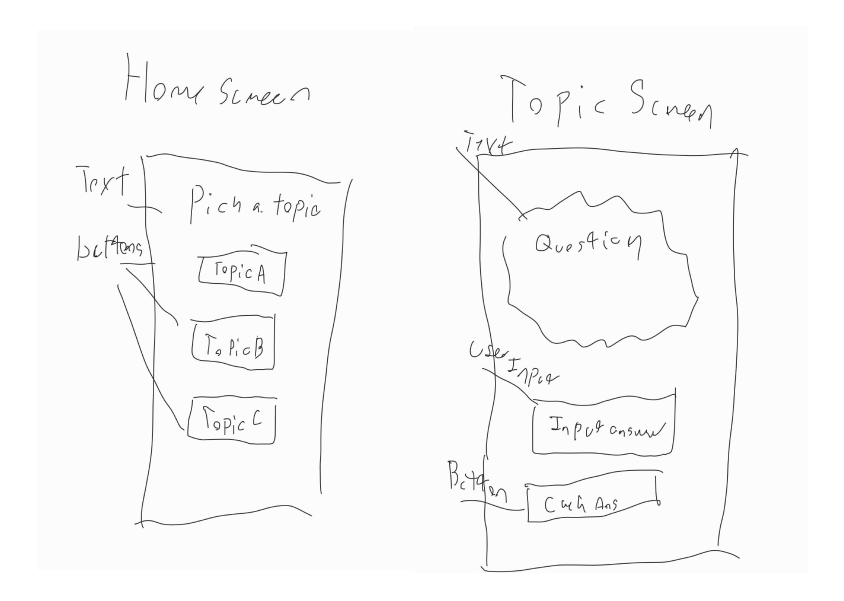 Home Screen
Text
Pick a topic
buttons
Topic A
Topic B
Topic C
Topic Screen
Text
Question
User
Input
Input answer
Button
Ans